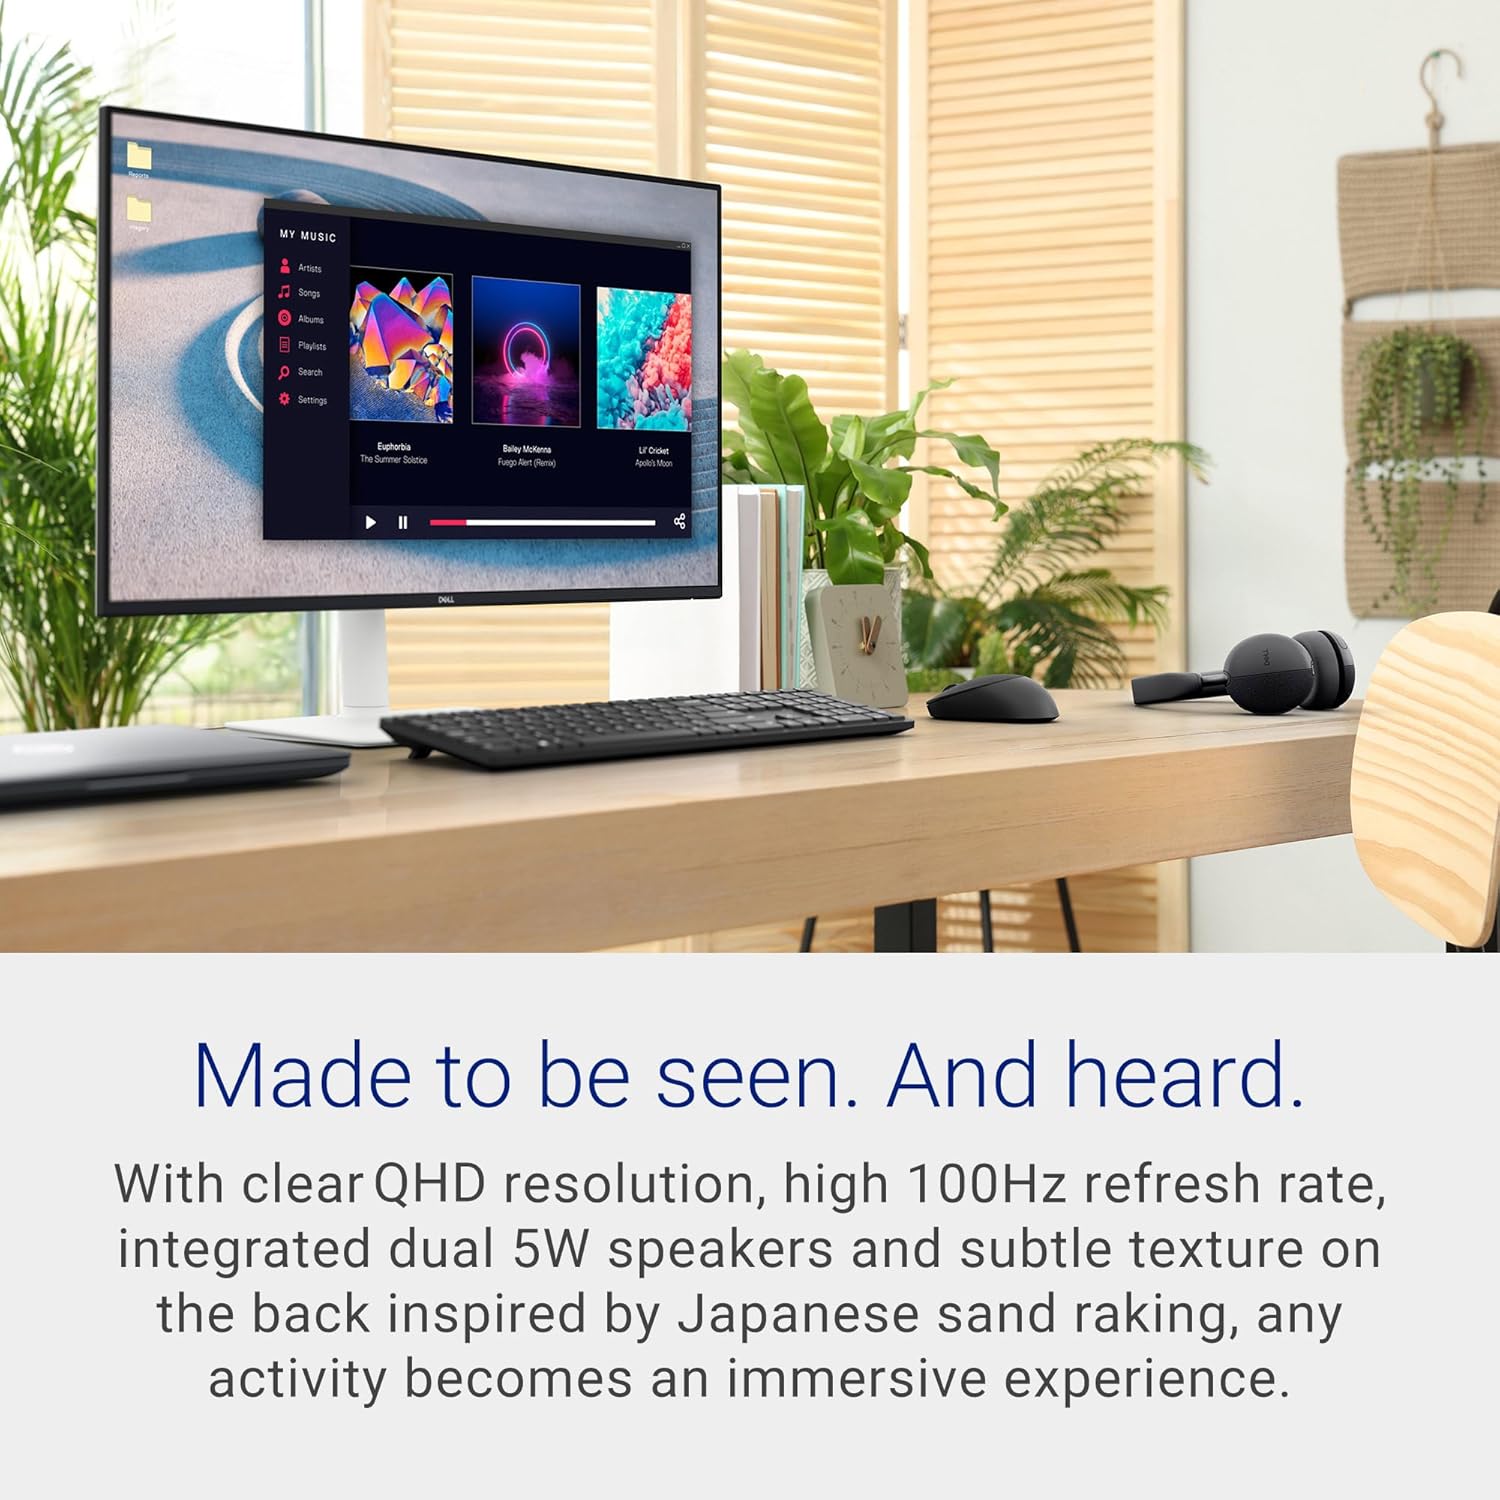 Reports
MY MUSIC
Artists
Songs
Albums
Playlists
Search
Settings
Euphorbia
The Summer Solstice
Bailey McKenna
Fuego Alert (Remix)
Lil' Cricket
Apollo's Moon
DELL
DELL
Made to be seen. And heard.
With clear QHD resolution, high 100Hz refresh rate,
integrated dual 5W speakers and subtle texture on
the back inspired by Japanese sand raking, any
activity becomes an immersive experience.